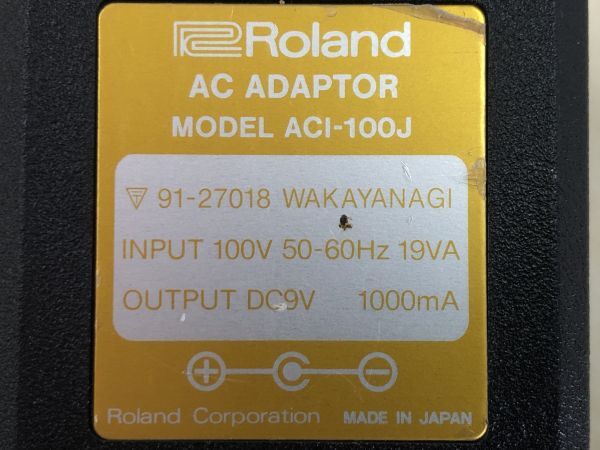 Roland
AC ADAPTOR
MODEL ACI-100J
91-27018 WAKAYANAGI
INPUT 100V 50-60Hz 19VA
OUTPUT DC9V 1000mA
Roland Corporation MADE IN JAPAN